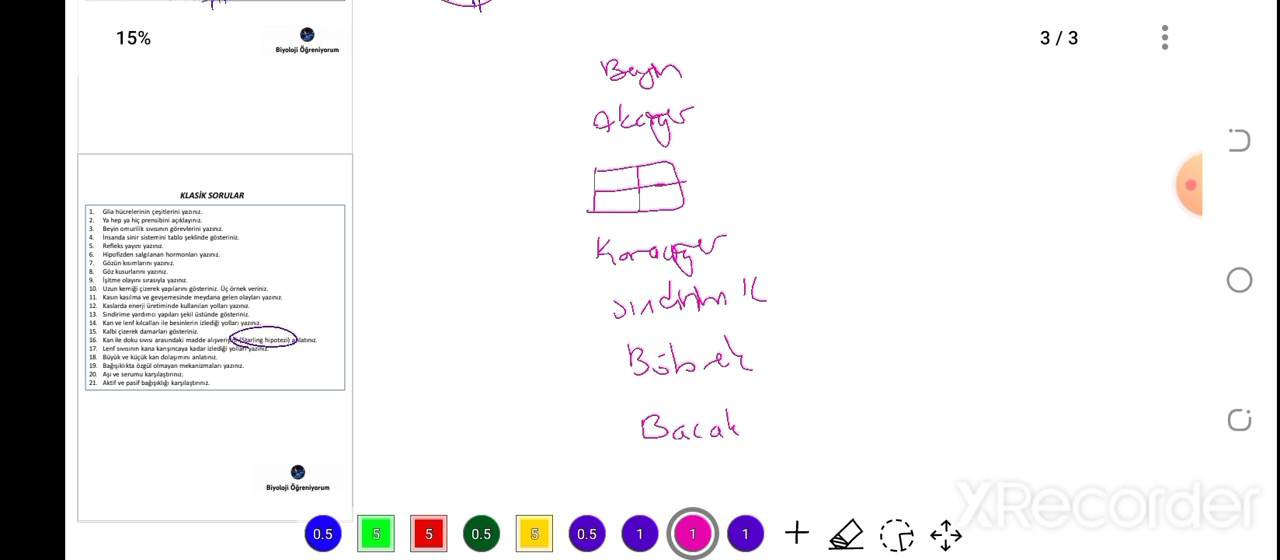 15%
Biyoloji Öğreniyorum
3 / 3
Beyin
Akciğer
Karaciğer
Sindirim K
Böbrek
Bacak
KLASİK SORULAR
1. Glia hücrelerinin çeşitlerini yazınız.
2. Ya hep ya hiç prensibini açıklayınız.
3. Beyin omurilik sıvısının görevlerini yazınız.
4. İnsanda sinir sistemini tablo şeklinde gösteriniz.
5. Refleks yayını yazınız.
6. Hipofizden salgılanan hormonları yazınız.
7. Gözün kısımlarını yazınız.
8. Göz kusurlarını yazınız.
9. İşitme olayını sırasıyla yazınız.
10. Uzun kemiği çizerek yapılarını gösteriniz. Üç örnek veriniz.
11. Kasın kasılma ve gevşemesinde meydana gelen olayları yazınız
12. Kaslarda enerji üretiminde kullanılan yolları yazınız.
13. Sindirime yardımcı yapıları şekil üstünde gösteriniz.
14. Kan ve lenf kılcalları ile besinlerin izlediği yolları yazınız.
15. Kalbi çizerek damarları gösteriniz.
16. Kan ile doku sıvısı arasındaki madde alışverişini (Starling hipotezi) anlatınız.
17. Lenf sıvısının kana karışıncaya kadar izlediği yolları yazınız.
18. Büyük ve küçük kan dolaşımını anlatınız.
19. Bağışıklıkta özgül olmayan mekanizmaları yazınız.
20. Aşı ve serumu karşılaştırınız.
21. Aktif ve pasif bağışıklığı karşılaştırınız.
Biyoloji Öğreniyorum
0.5 5 5 0.5 5 0.5 1 1 1
XRecorder